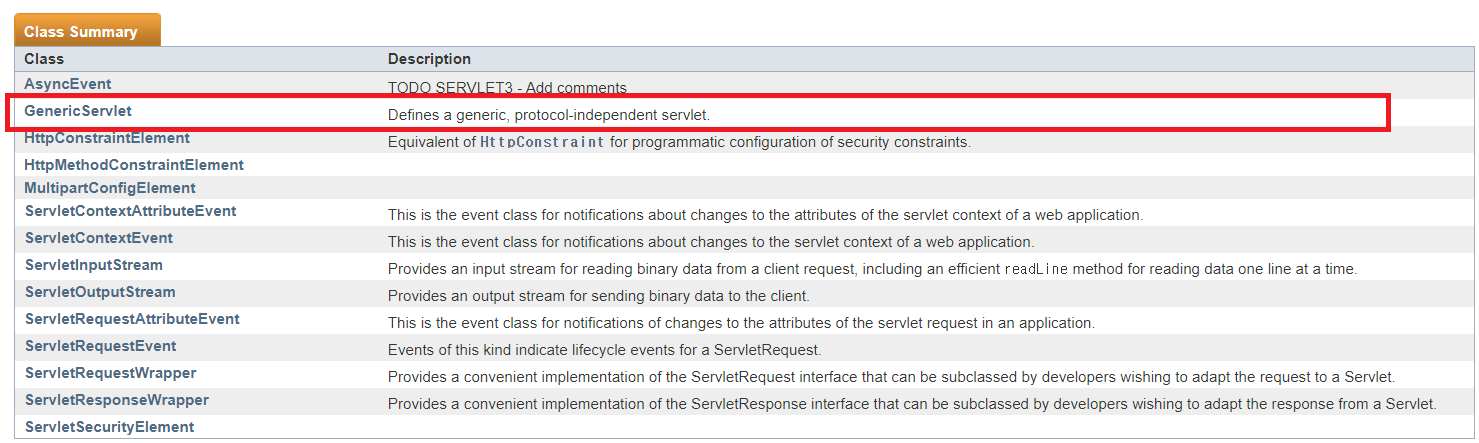 Class Summary
Class Description
AsyncEvent TODO SERVLET3 - Add comments
GenericServlet Defines a generic, protocol-independent servlet.
HttpConstraintElement Equivalent of HttpConstraint for programmatic configuration of security constraints.
HttpMethodConstraintElement
MultipartConfigElement
ServletContextAttributeEvent This is the event class for notifications about changes to the attributes of the servlet context of a web application.
ServletContextEvent This is the event class for notifications about changes to the servlet context of a web application.
ServletInputStream Provides an input stream for reading binary data from a client request, including an efficient readLine method for reading data one line at a time.
ServletOutputStream Provides an output stream for sending binary data to the client.
ServletRequestAttributeEvent This is the event class for notifications of changes to the attributes of the servlet request in an application.
ServletRequestEvent Events of this kind indicate lifecycle events for a ServletRequest.
ServletRequestWrapper Provides a convenient implementation of the ServletRequest interface that can be subclassed by developers wishing to adapt the request to a Servlet.
ServletResponseWrapper Provides a convenient implementation of the ServletResponse interface that can be subclassed by developers wishing to adapt the response from a Servlet.
ServletSecurityElement